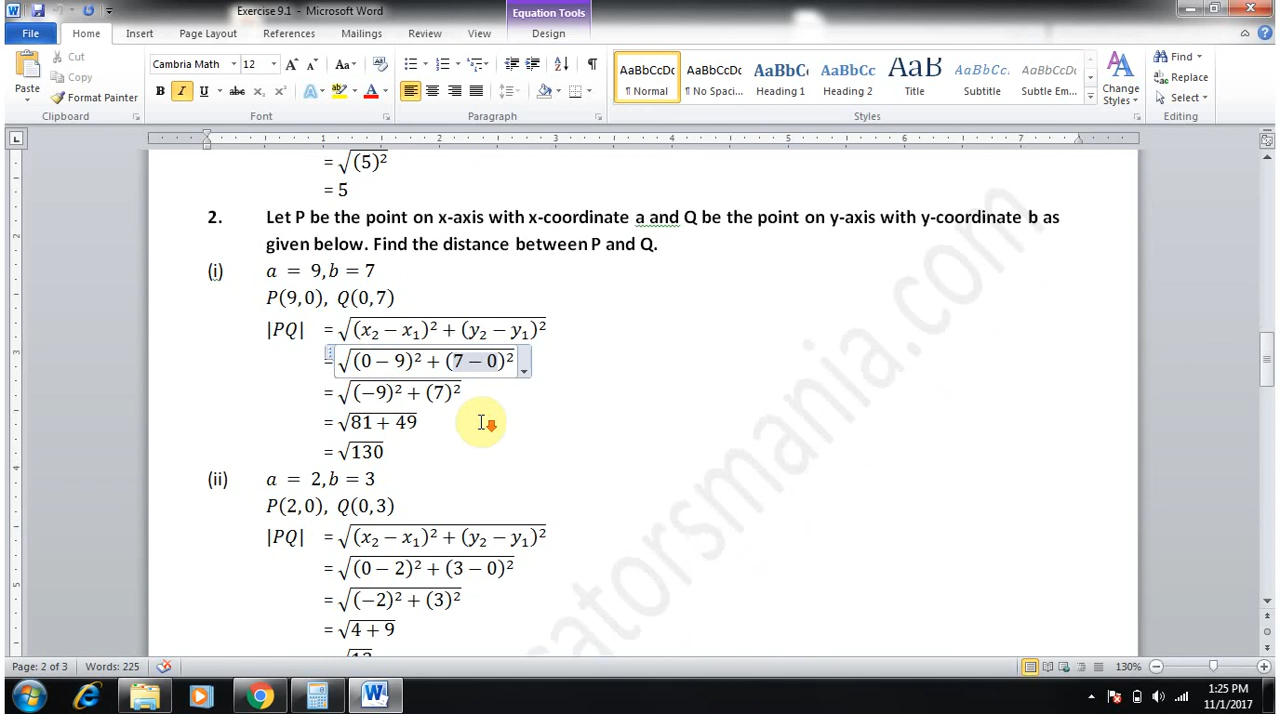 Exercise 9.1 - Microsoft Word
Equation Tools
File Home Insert Page Layout References Mailings Review View Design
Paste
Cut
Copy
Format Painter
Clipboard
Cambria Math 12
Font
Paragraph
AaBbCcDc ¶ Normal
AaBbCcDc ¶ No Spaci...
AaBbCc Heading 1
AaBbCc Heading 2
AaB Title
AaBbCcL Subtitle
AaBbCcDc Subtle Em...
Change Styles
Styles
Find
Replace
Select
Editing
= √(5)²
= 5
2. Let P be the point on x-axis with x-coordinate a and Q be the point on y-axis with y-coordinate b as
given below. Find the distance between P and Q.
(i) a = 9, b = 7
P(9,0), Q(0,7)
|PQ| = √(x₂ − x₁)² + (y₂ − y₁)²
= √(0 − 9)² + (7 − 0)²
= √(−9)² + (7)²
= √81 + 49
= √130
(ii) a = 2, b = 3
P(2,0), Q(0,3)
|PQ| = √(x₂ − x₁)² + (y₂ − y₁)²
= √(0 − 2)² + (3 − 0)²
= √(−2)² + (3)²
= √4 + 9
atorsmania.com
Page: 2 of 3 Words: 225 130%
1:25 PM
11/1/2017